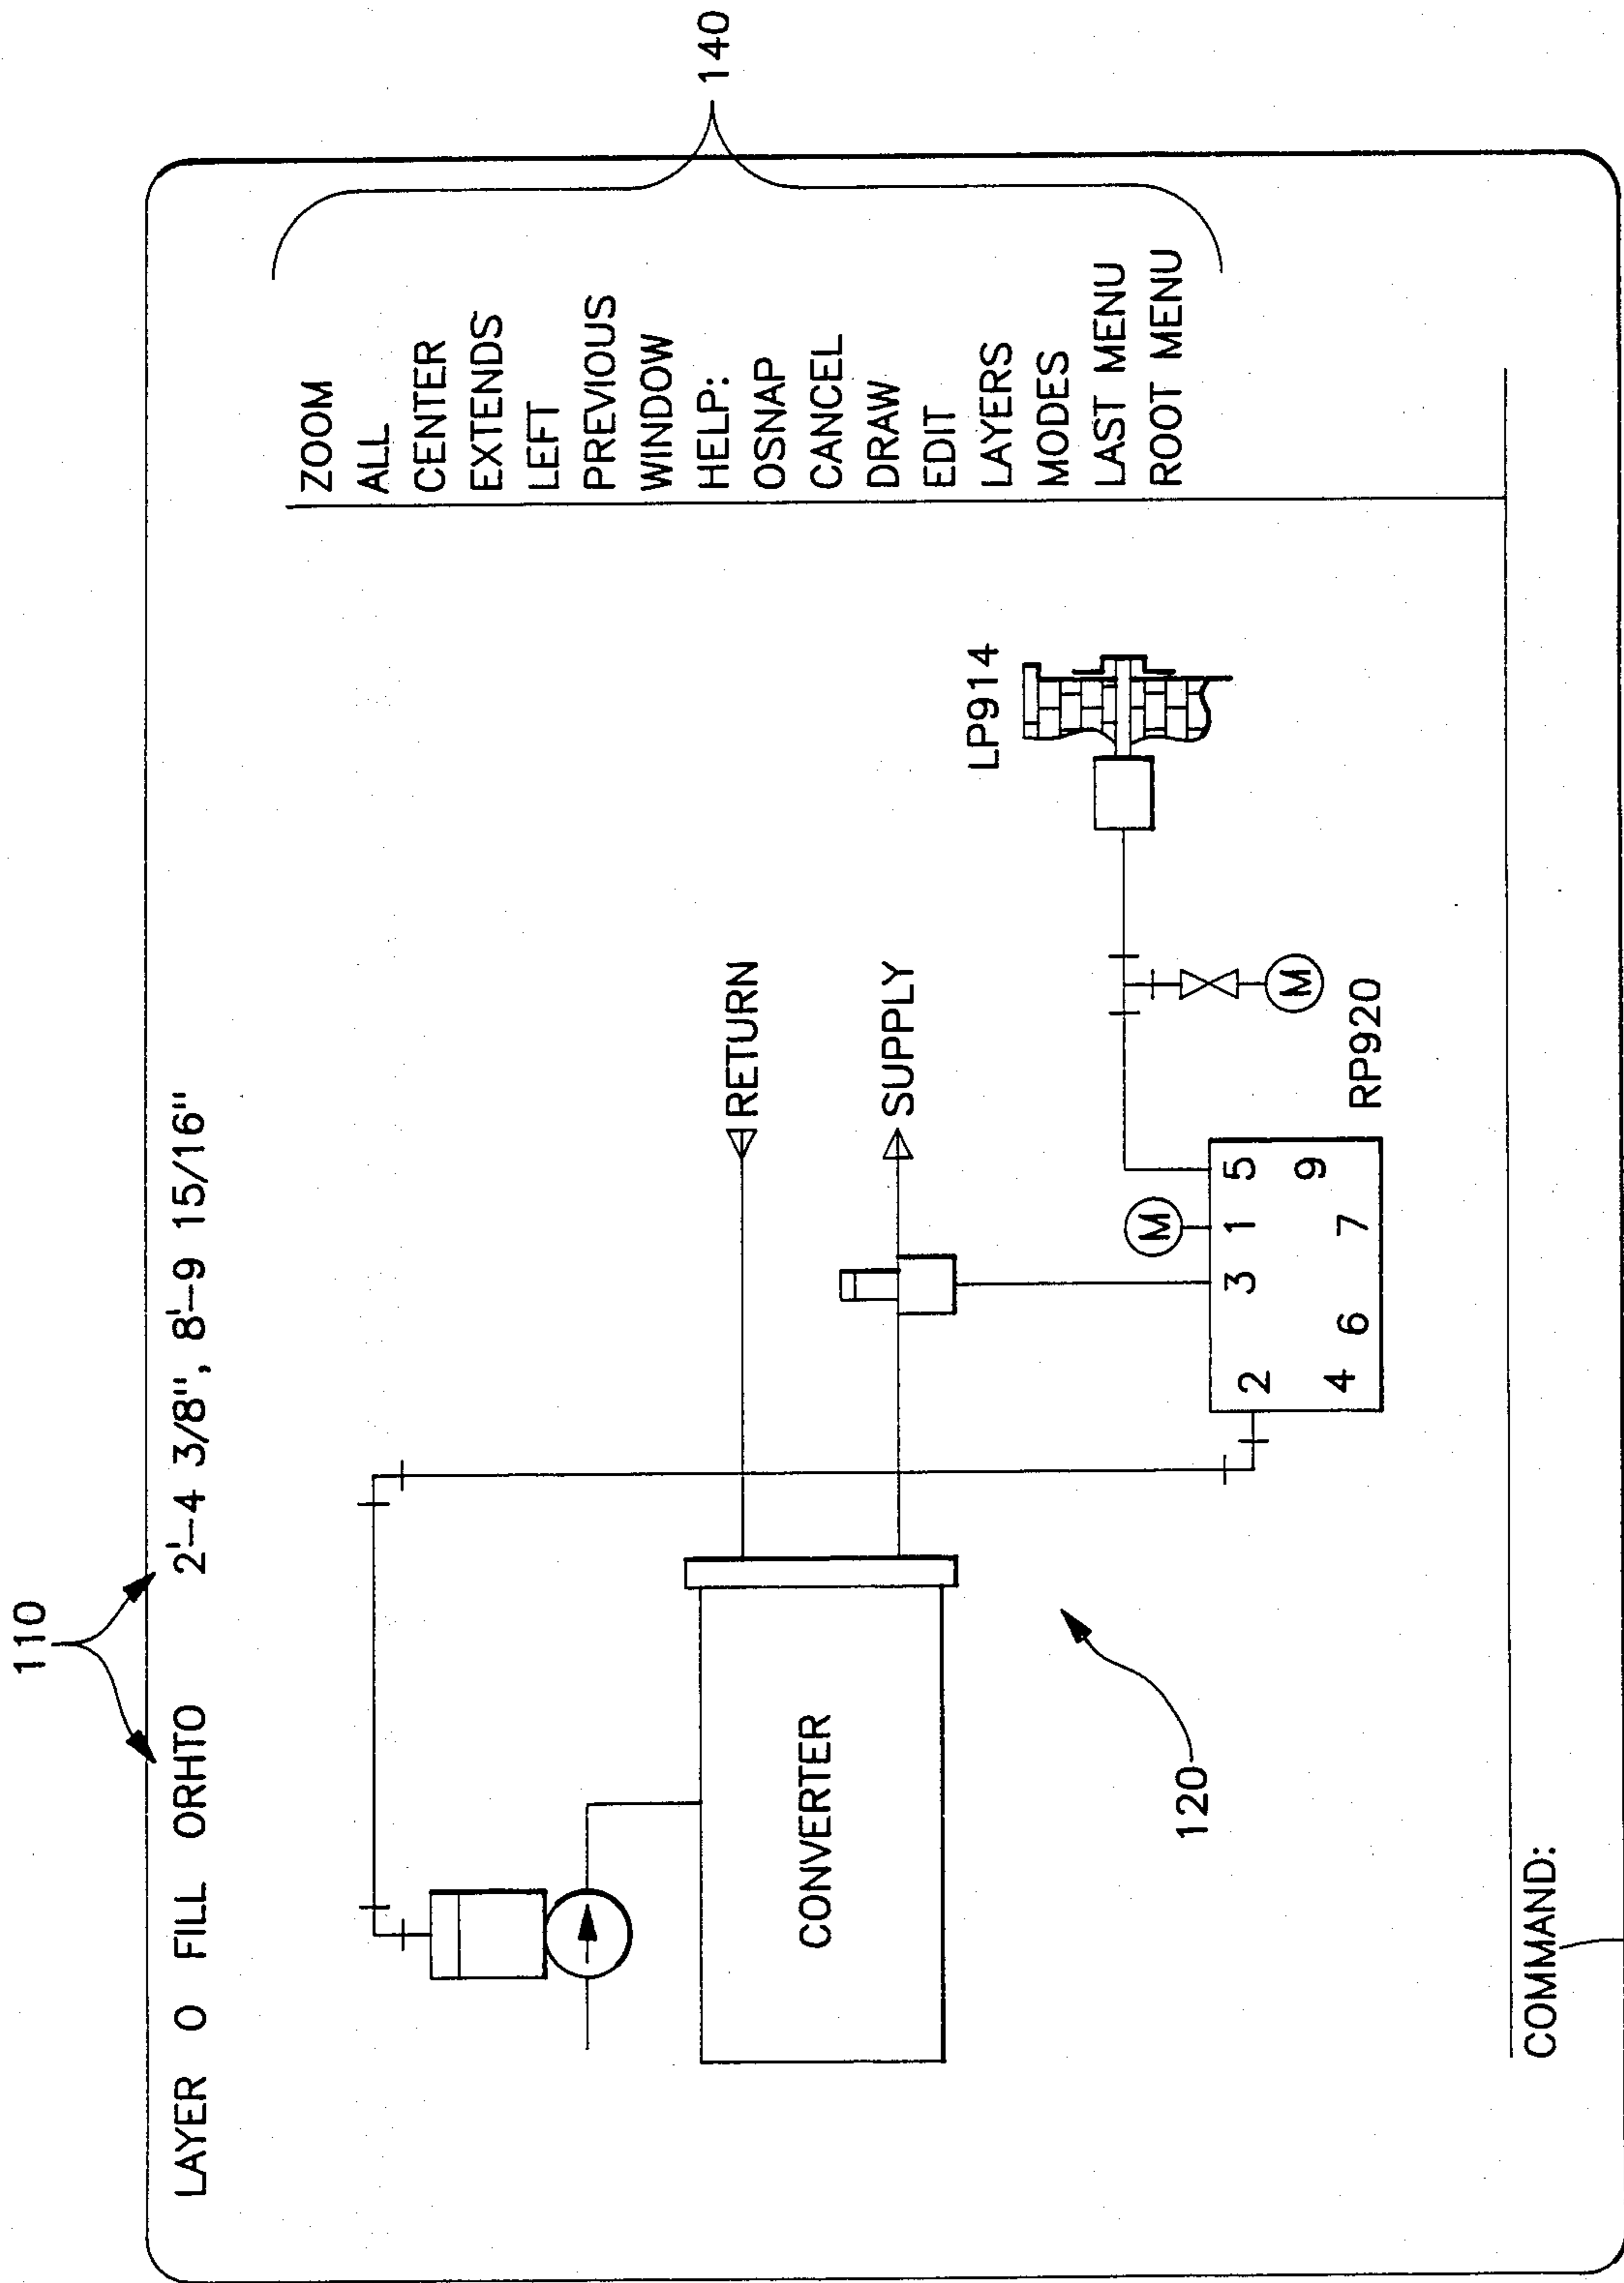 110
LAYER 0 FILL ORHTO 2'-4 3/8", 8'-9 15/16"
140
ZOOM
ALL
CENTER
EXTENDS
LEFT
PREVIOUS
WINDOW
HELP:
OSNAP
CANCEL
DRAW
EDIT
LAYERS
MODES
LAST MENU
ROOT MENU
RETURN
CONVERTER
SUPPLY
LP914
M
M
2 3 1 5
4 6 7 9
RP920
120
COMMAND: